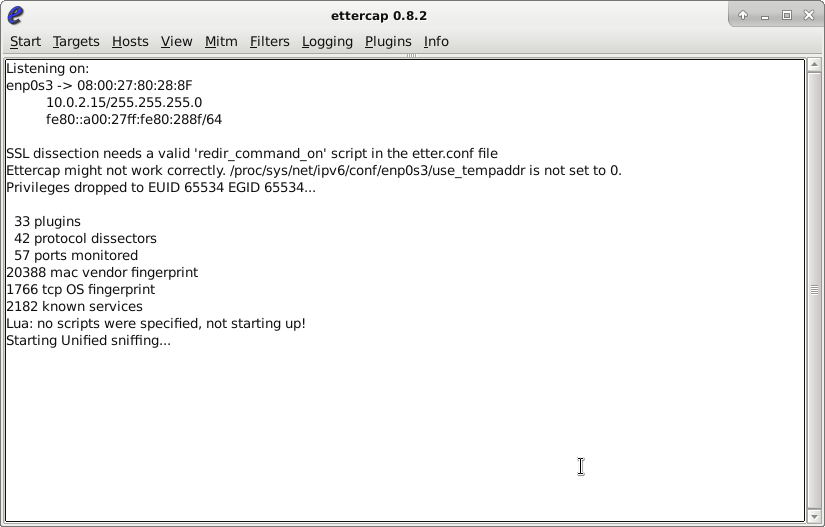 ettercap 0.8.2
Start Targets Hosts View Mitm Filters Logging Plugins Info
Listening on:
enp0s3 -> 08:00:27:80:28:8F
10.0.2.15/255.255.255.0
fe80::a00:27ff:fe80:288f/64
SSL dissection needs a valid 'redir_command_on' script in the etter.conf file
Ettercap might not work correctly. /proc/sys/net/ipv6/conf/enp0s3/use_tempaddr is not set to 0.
Privileges dropped to EUID 65534 EGID 65534...
33 plugins
42 protocol dissectors
57 ports monitored
20388 mac vendor fingerprint
1766 tcp OS fingerprint
2182 known services
Lua: no scripts were specified, not starting up!
Starting Unified sniffing...